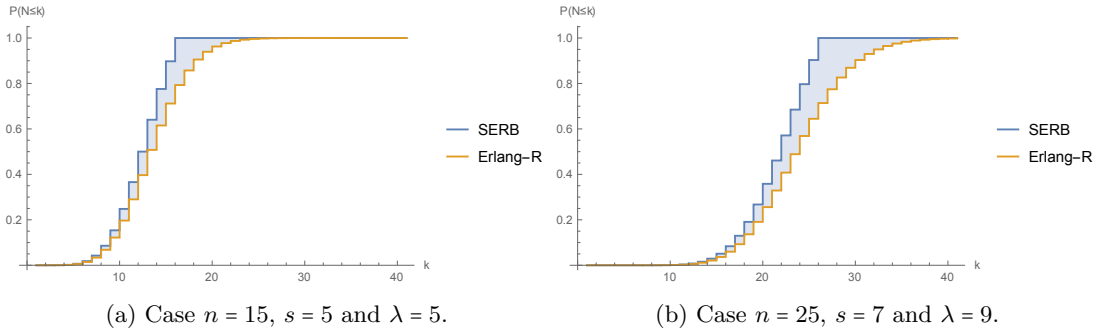 P(N≤k)
1.0
0.8
0.6
0.4
0.2
10
20
30
40
k
SERB
Erlang-R
(a) Case n = 15, s = 5 and λ = 5.
P(N≤k)
1.0
0.8
0.6
0.4
0.2
10
20
30
40
k
SERB
Erlang-R
(b) Case n = 25, s = 7 and λ = 9.